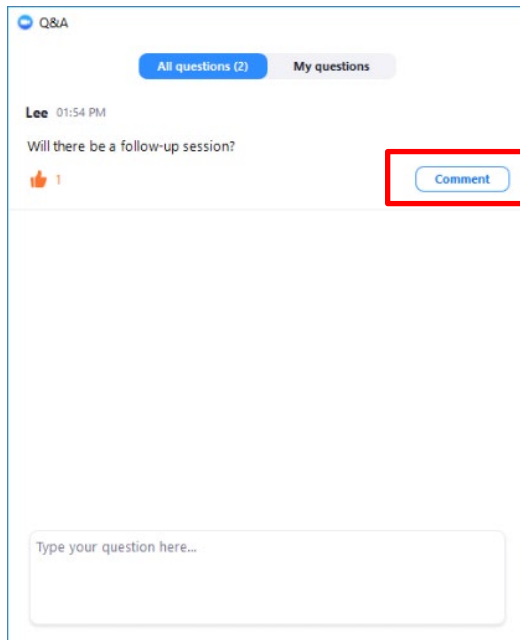 Q&A
All questions (2) My questions
Lee 01:54 PM
Will there be a follow-up session?
1 Comment
Type your question here...